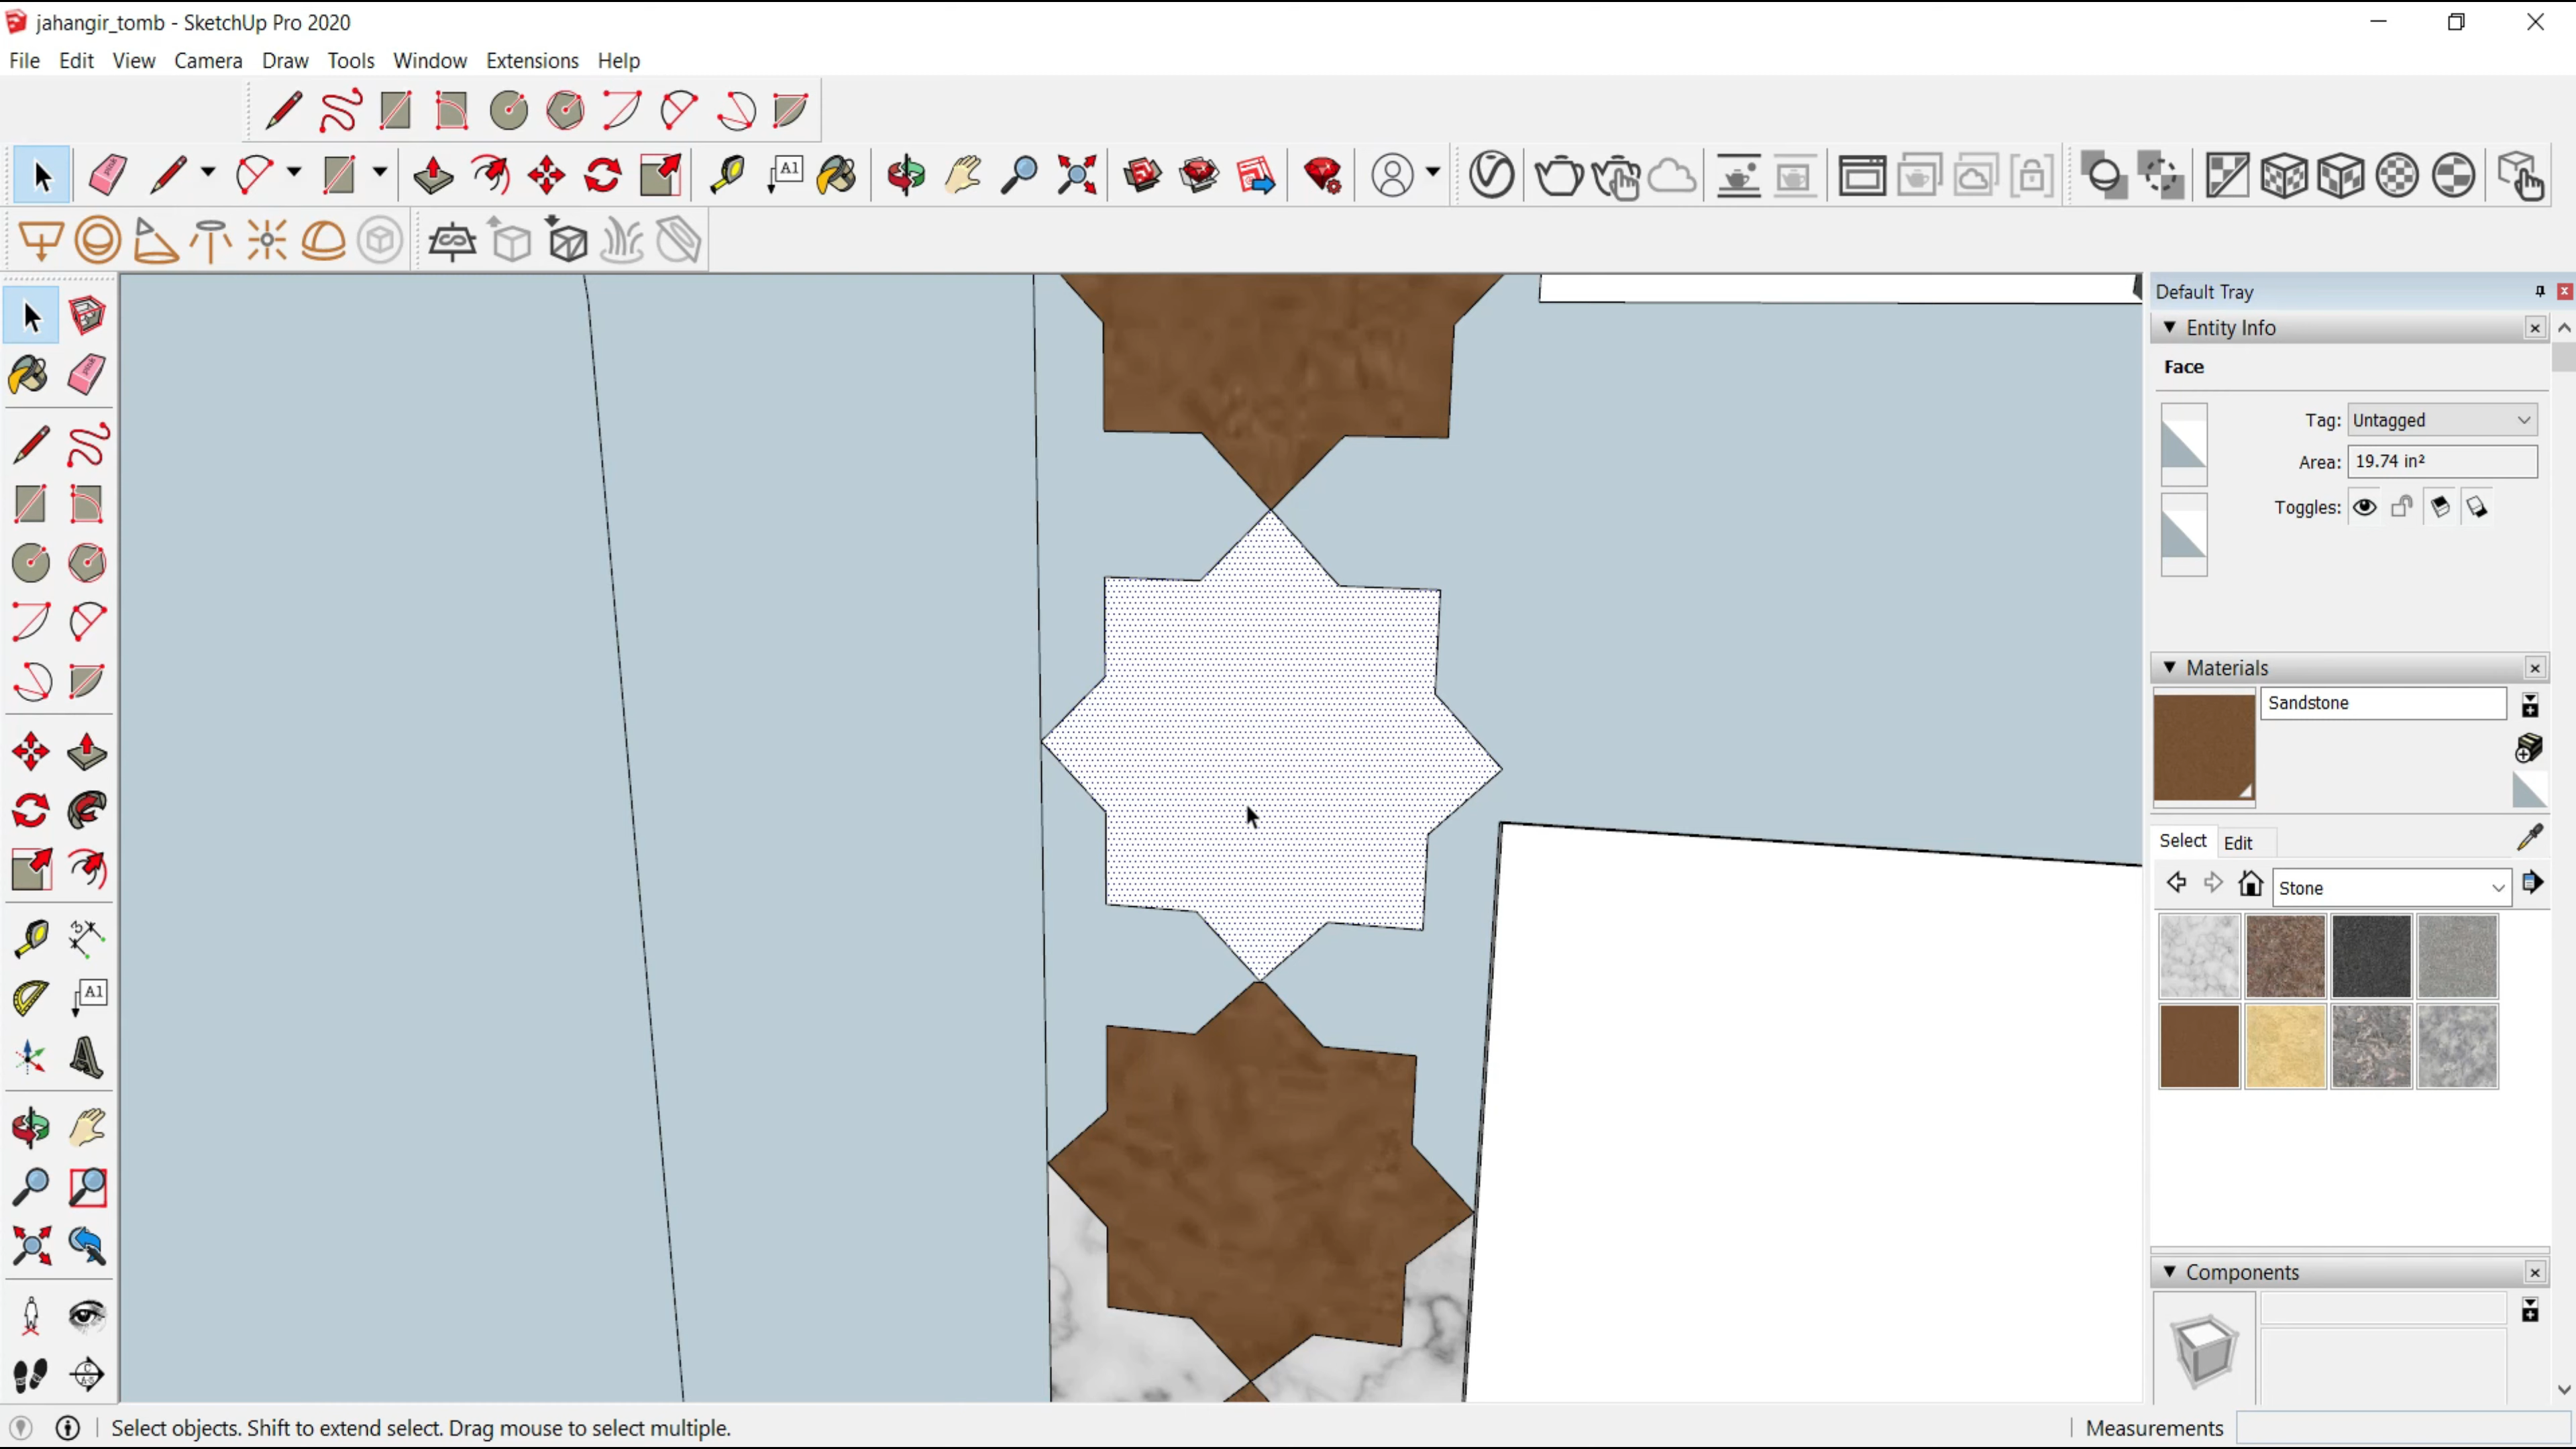 jahangir_tomb - SketchUp Pro 2020
File Edit View Camera Draw Tools Window Extensions Help
A1
Default Tray
Entity Info
Face
Tag: Untagged
Area: 19.74 in²
Toggles:
Materials
Sandstone
Select Edit
Stone
A1
Components
Select objects. Shift to extend select. Drag mouse to select multiple.
Measurements